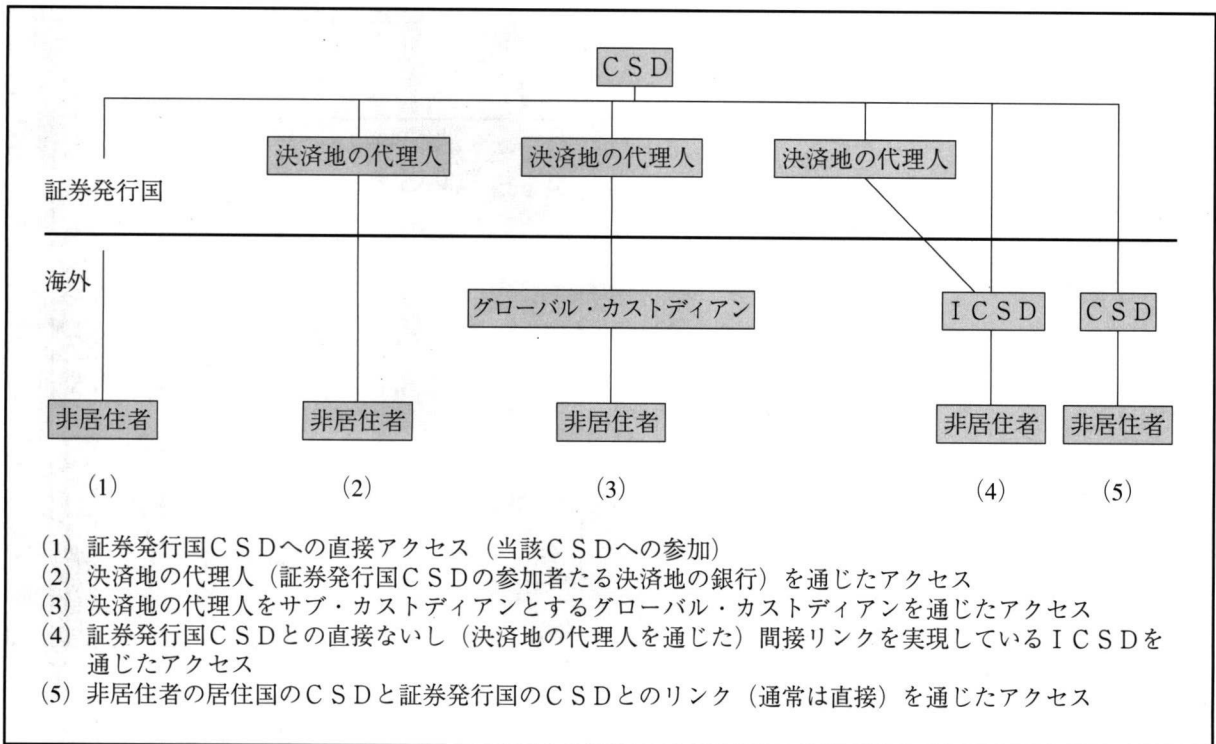 CSD
決済地の代理人 決済地の代理人 決済地の代理人
証券発行国
海外
グローバル・カストディアン ICSD CSD
非居住者 非居住者 非居住者 非居住者 非居住者
(1) (2) (3) (4) (5)
(1) 証券発行国CSDへの直接アクセス(当該CSDへの参加)
(2) 決済地の代理人(証券発行国CSDの参加者たる決済地の銀行)を通じたアクセス
(3) 決済地の代理人をサブ・カストディアンとするグローバル・カストディアンを通じたアクセス
(4) 証券発行国CSDとの直接ないし(決済地の代理人を通じた)間接リンクを実現しているICSDを
通じたアクセス
(5) 非居住者の居住国のCSDと証券発行国のCSDとのリンク(通常は直接)を通じたアクセス